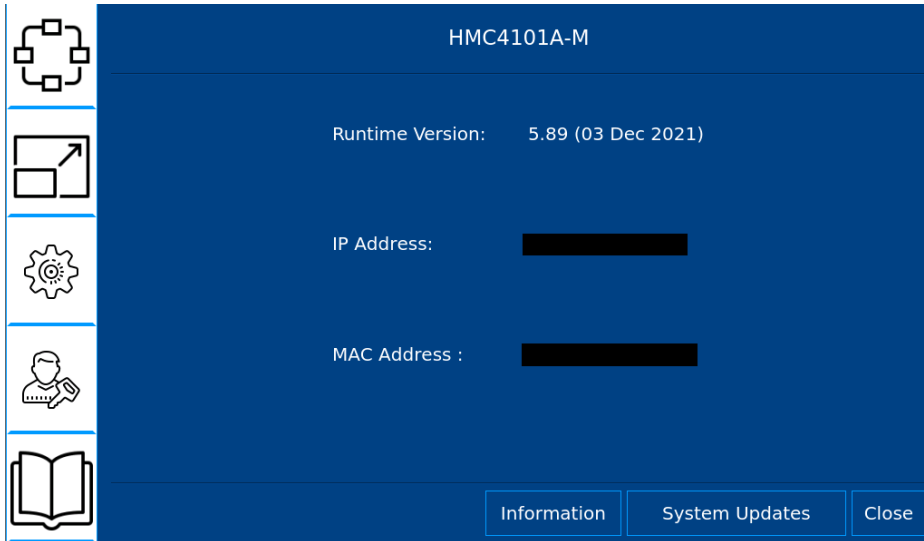 HMC4101A-M
Runtime Version: 5.89 (03 Dec 2021)
IP Address:
MAC Address :
Information System Updates Close